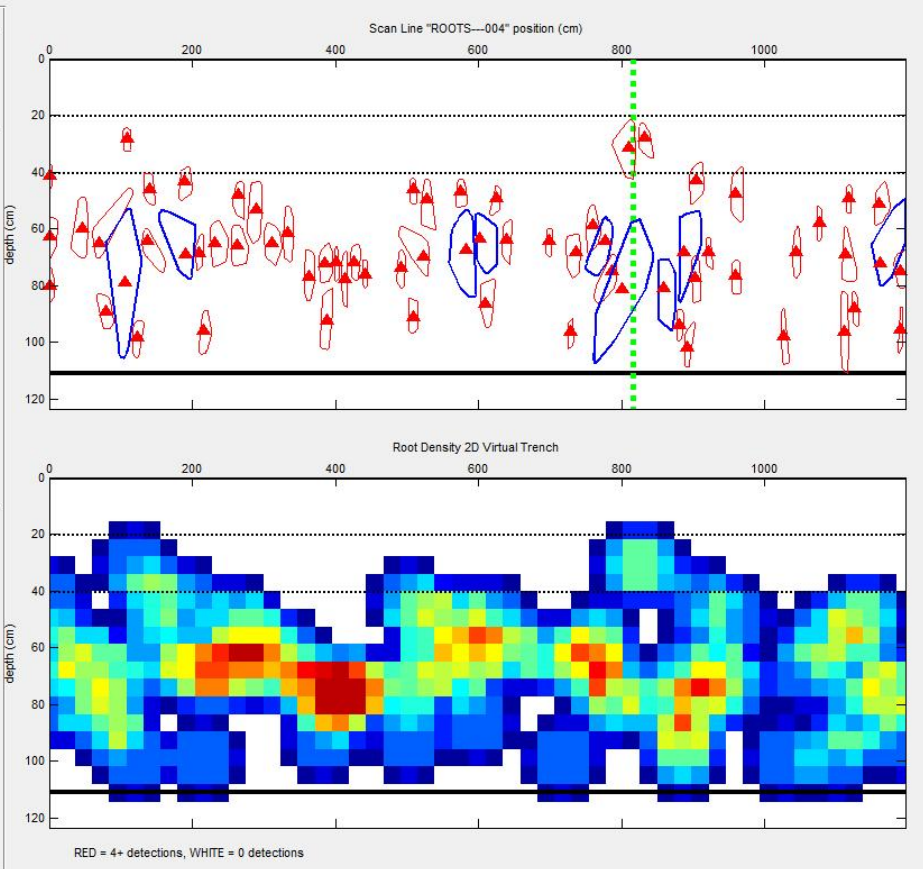 Scan Line "ROOTS---004" position (cm)
0 200 400 600 800 1000
0
20
40
60
80
100
120
depth (cm)
Root Density 2D Virtual Trench
0 200 400 600 800 1000
0
20
40
60
80
100
120
depth (cm)
RED = 4+ detections, WHITE = 0 detections